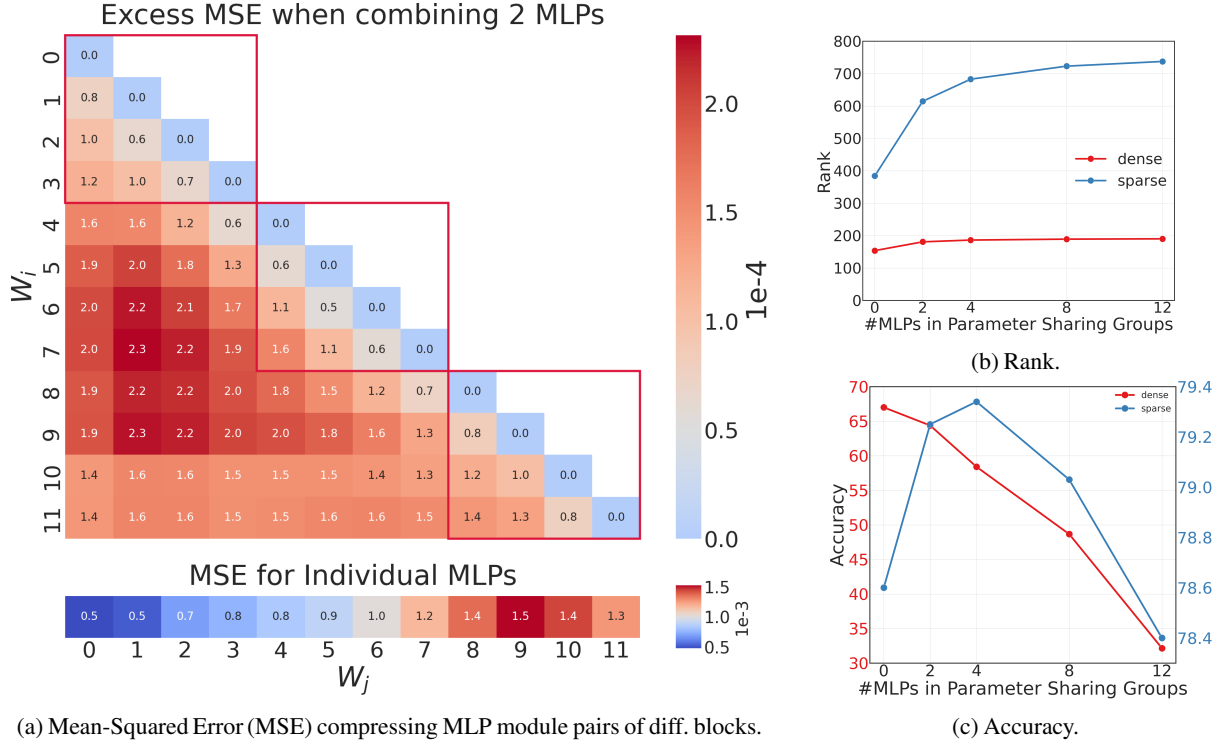 Excess MSE when combining 2 MLPs
0 0.0
1 0.8 0.0
2 1.0 0.6 0.0
3 1.2 1.0 0.7 0.0
4 1.6 1.6 1.2 0.6 0.0
5 1.9 2.0 1.8 1.3 0.6 0.0
6 2.0 2.2 2.1 1.7 1.1 0.5 0.0
7 2.0 2.3 2.2 1.9 1.6 1.1 0.6 0.0
8 1.9 2.2 2.2 2.0 1.8 1.5 1.2 0.7 0.0
9 1.9 2.3 2.2 2.0 2.0 1.8 1.6 1.3 0.8 0.0
10 1.4 1.6 1.6 1.5 1.5 1.5 1.4 1.3 1.2 1.0 0.0
11 1.4 1.6 1.6 1.5 1.5 1.6 1.6 1.5 1.4 1.3 0.8 0.0
W_i
2.0
1.5
1.0
0.5
0.0
1e-4
MSE for Individual MLPs
0.5 0.5 0.7 0.8 0.8 0.9 1.0 1.2 1.4 1.5 1.4 1.3
0 1 2 3 4 5 6 7 8 9 10 11
W_j
1.5
1.0
0.5
1e-3
(a) Mean-Squared Error (MSE) compressing MLP module pairs of diff. blocks.
800
700
600
500
400
300
200
100
0
Rank
dense
sparse
0 2 4 8 12
#MLPs in Parameter Sharing Groups
(b) Rank.
70
65
60
55
50
45
40
35
30
Accuracy
dense
sparse
79.4
79.2
79.0
78.8
78.6
78.4
0 2 4 8 12
#MLPs in Parameter Sharing Groups
(c) Accuracy.